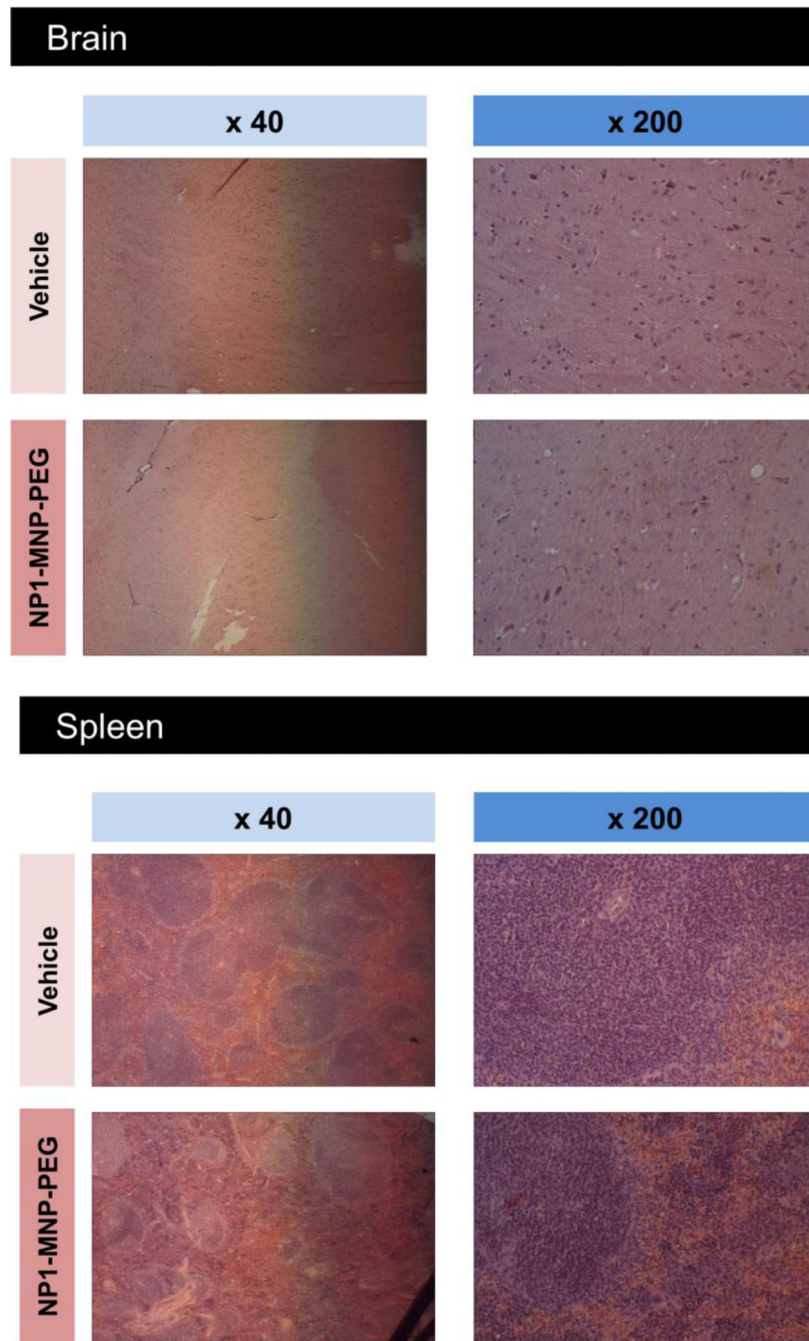 Brain
x 40
x 200
Vehicle
NP1-MNP-PEG
Spleen
x 40
x 200
Vehicle
NP1-MNP-PEG